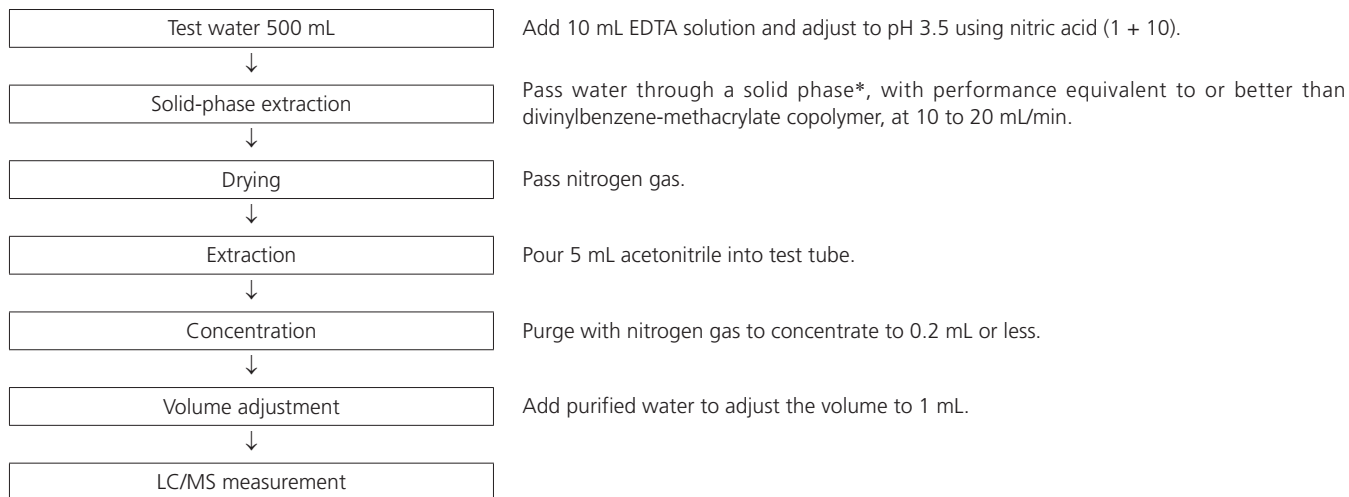 Test water 500 mL
Add 10 mL EDTA solution and adjust to pH 3.5 using nitric acid (1 + 10).
↓
Solid-phase extraction
Pass water through a solid phase*, with performance equivalent to or better than
divinylbenzene-methacrylate copolymer, at 10 to 20 mL/min.
↓
Drying
Pass nitrogen gas.
↓
Extraction
Pour 5 mL acetonitrile into test tube.
↓
Concentration
Purge with nitrogen gas to concentrate to 0.2 mL or less.
↓
Volume adjustment
Add purified water to adjust the volume to 1 mL.
↓
LC/MS measurement